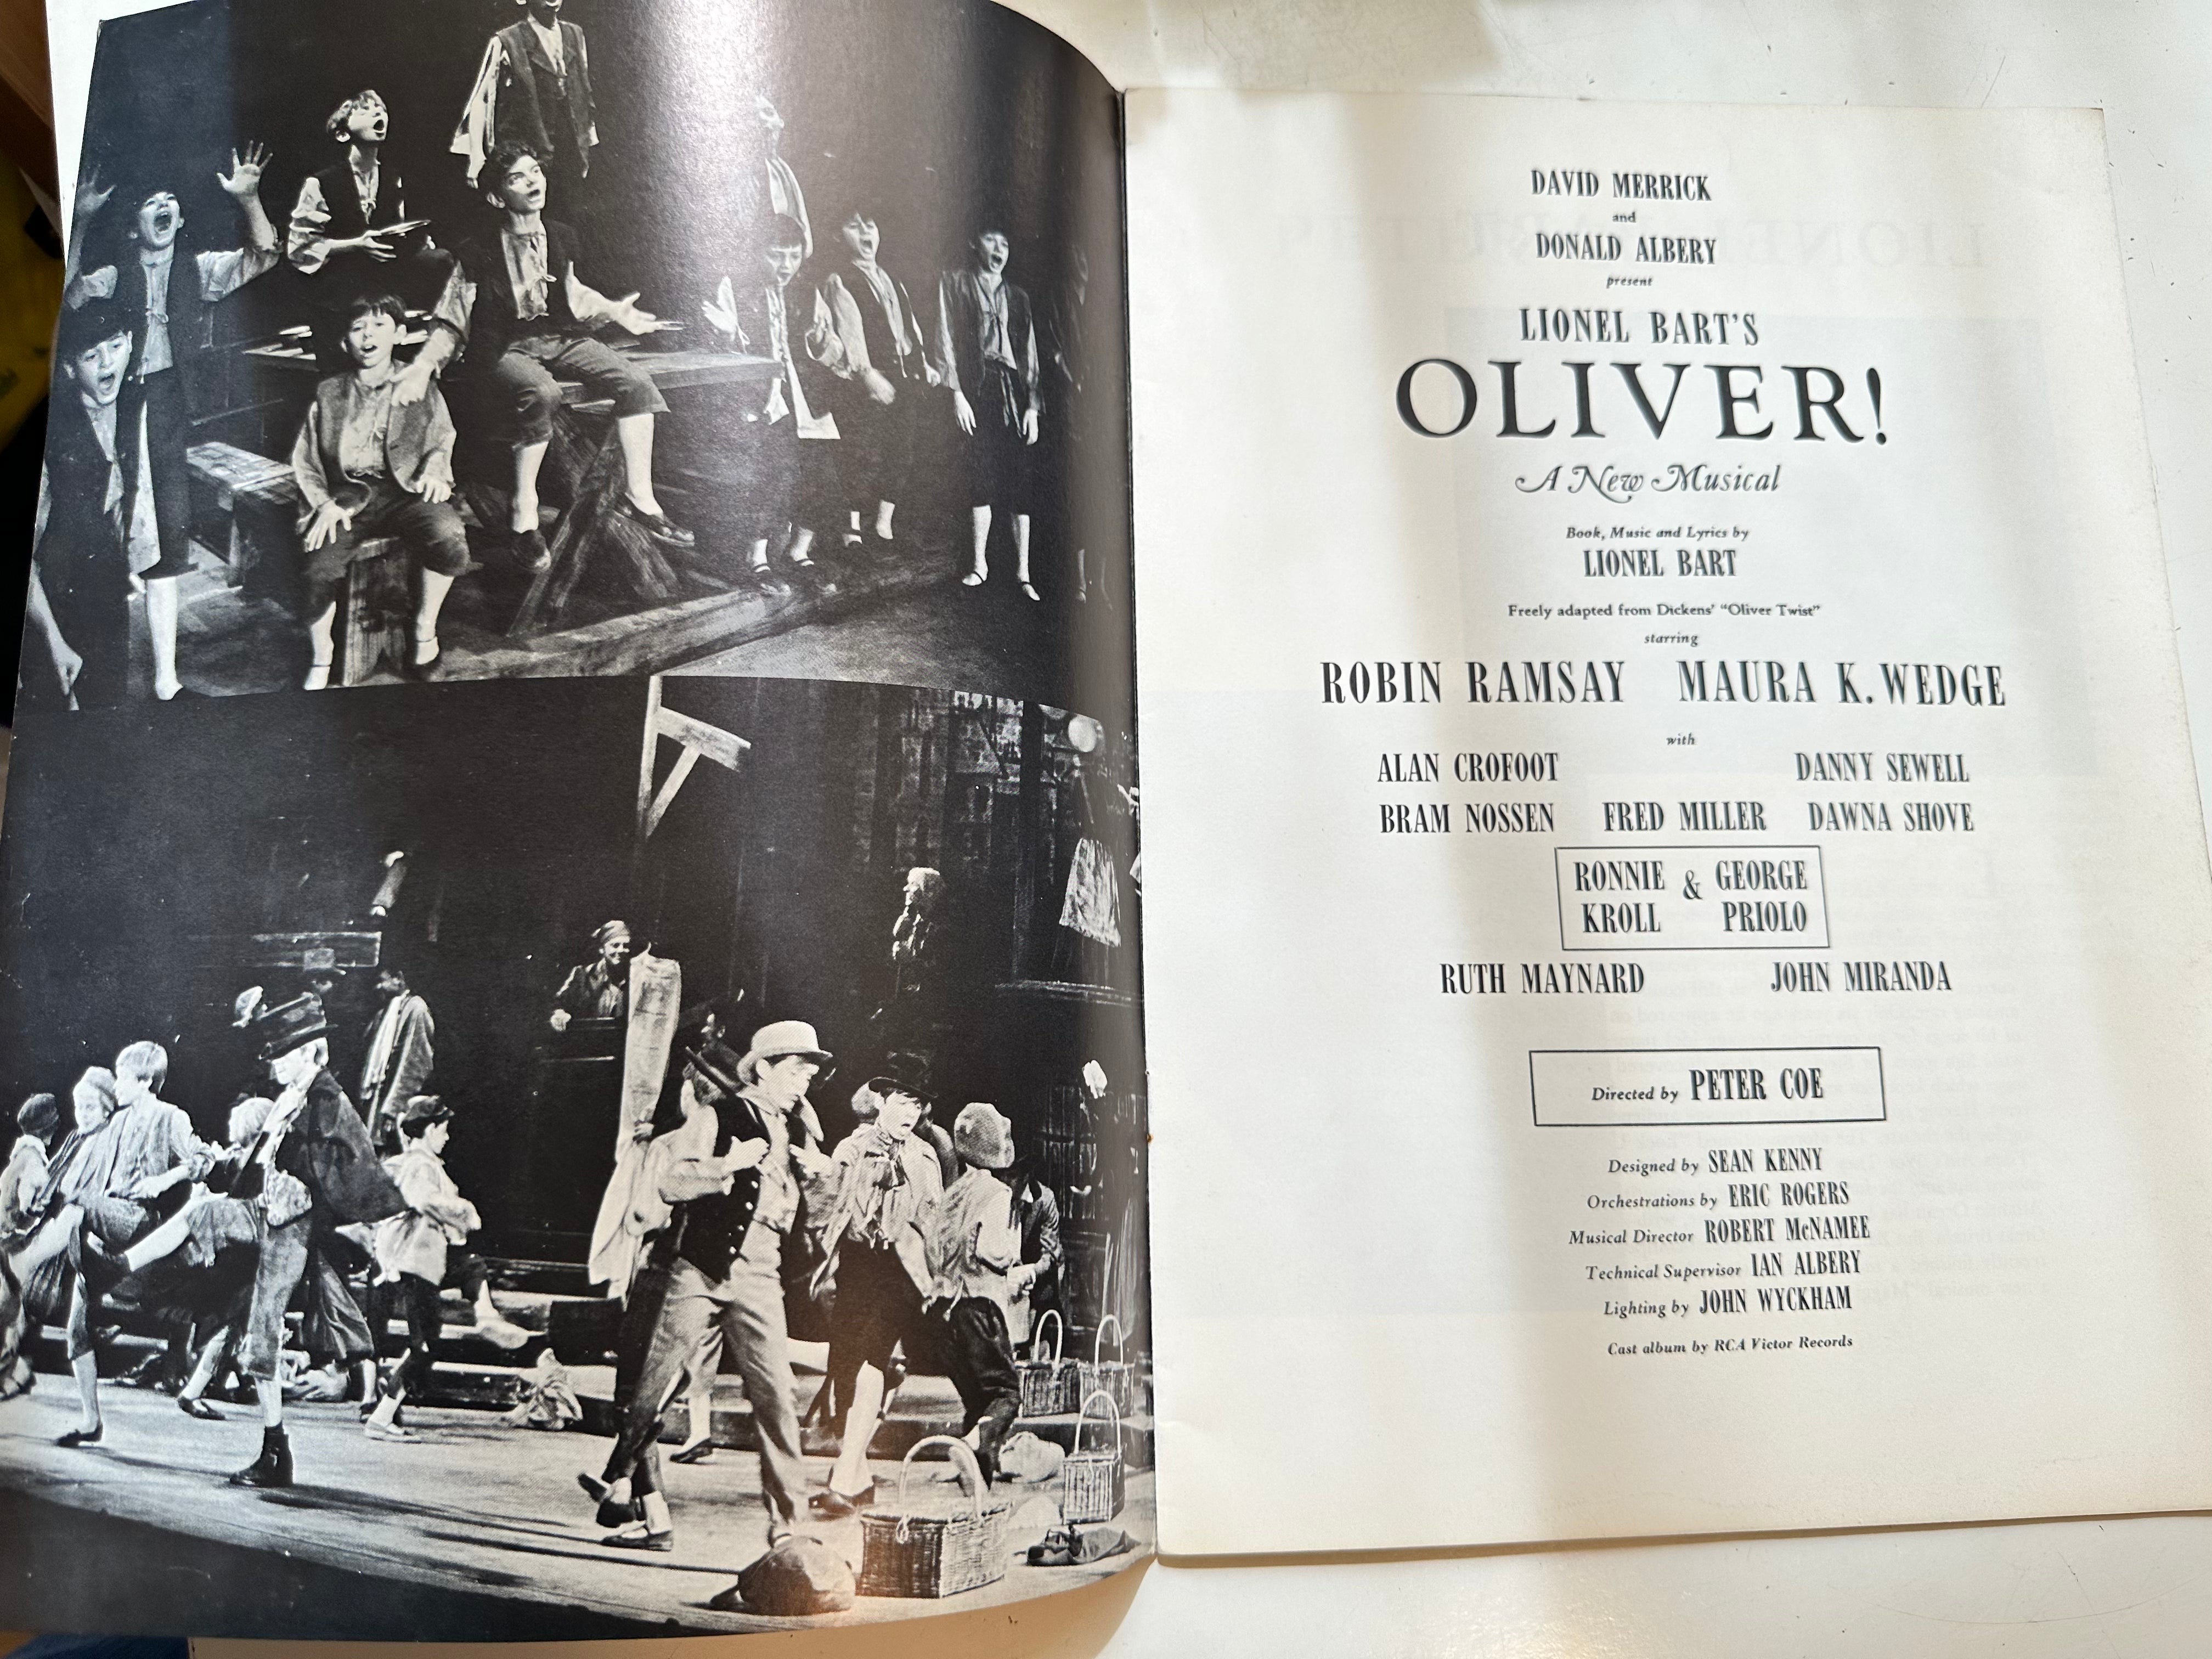 DAVID MERRICK
and
DONALD ALBERY
present
LIONEL BART'S
OLIVER!
A New Musical
Book, Music and Lyrics by
LIONEL BART
Freely adapted from Dickens' "Oliver Twist"
starring
ROBIN RAMSAY MAURA K. WEDGE
with
ALAN CROFOOT DANNY SEWELL
BRAM NOSSEN FRED MILLER DAWNA SHOVE
RONNIE & GEORGE
KROLL PRIOLO
RUTH MAYNARD JOHN MIRANDA
Directed by PETER COE
Designed by SEAN KENNY
Orchestrations by ERIC ROGERS
Musical Director ROBERT McNAMEE
Technical Supervisor IAN ALBERY
Lighting by JOHN WYCKHAM
Cast album by RCA Victor Records